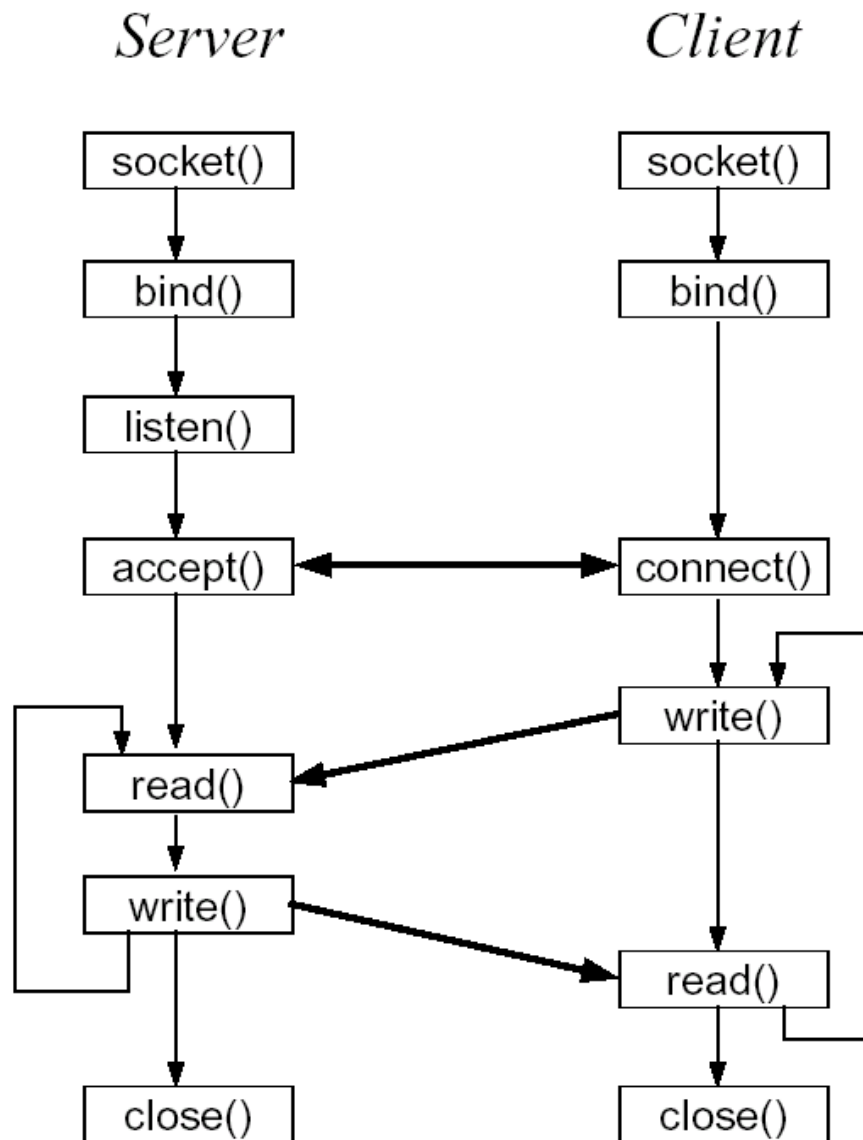 Server Client
socket() socket()
bind() bind()
listen()
accept() connect()
write()
read()
write()
read()
close() close()